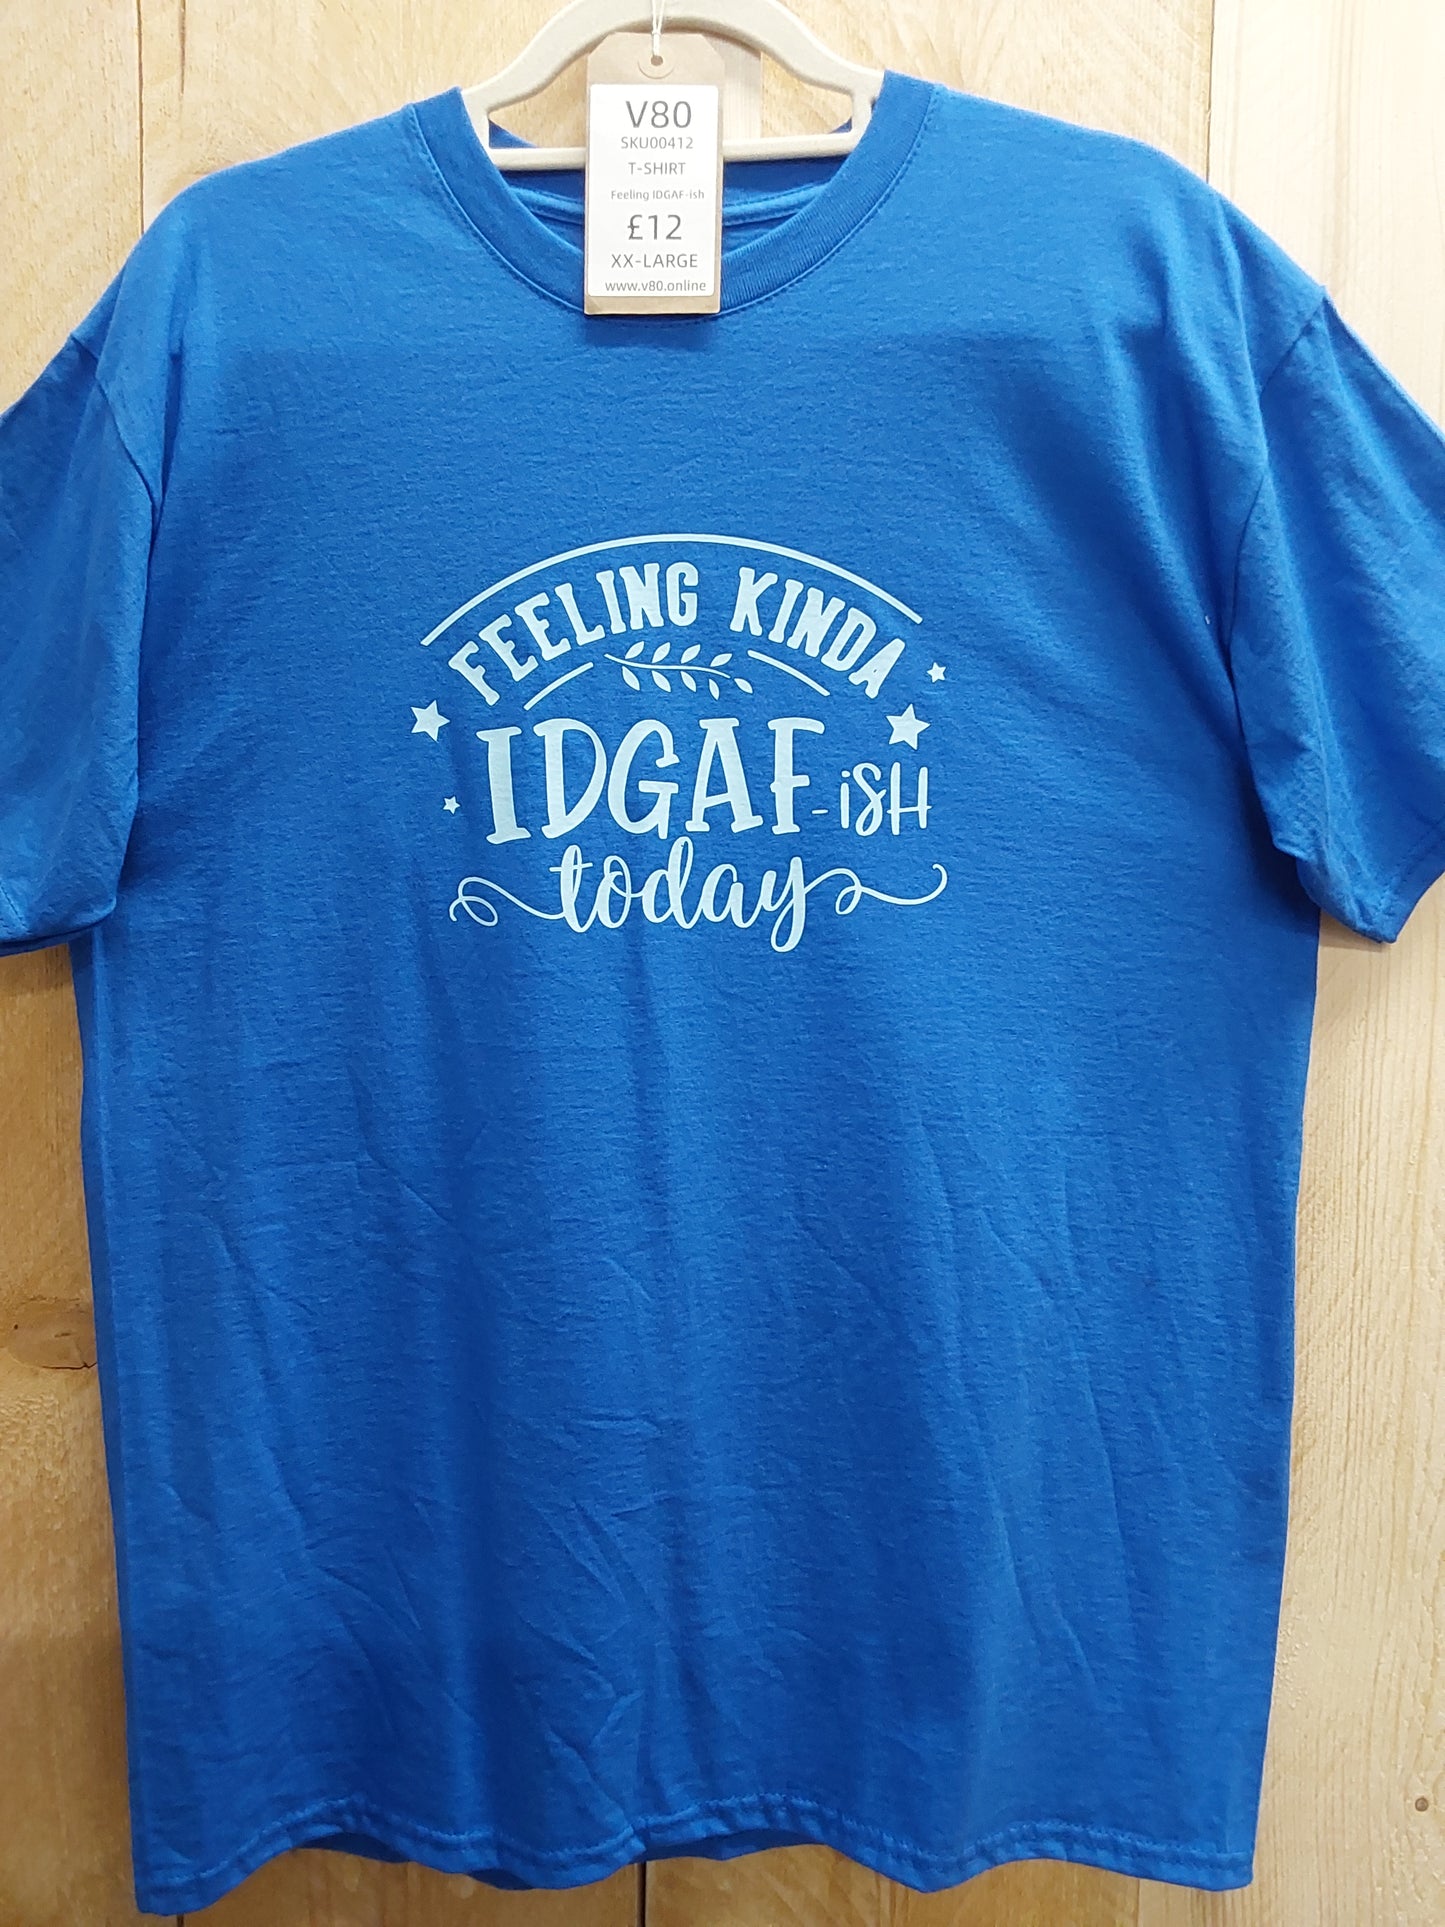 V80
SKU00412
T-SHIRT
Feeling IDGAF-ish
£12
XX-LARGE
www.v80.online
FEELING KINDA
IDGAF-iSH
today